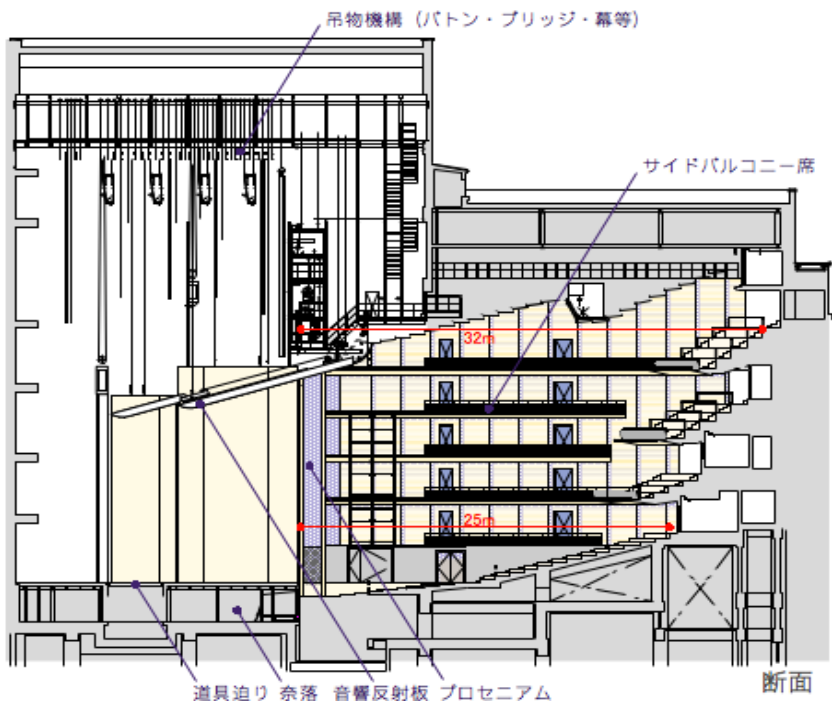 吊物機構（バトン・ブリッジ・幕等）
サイドバルコニー席
32m
25m
道具迫り 奈落 音響反射板 プロセニアム
断面